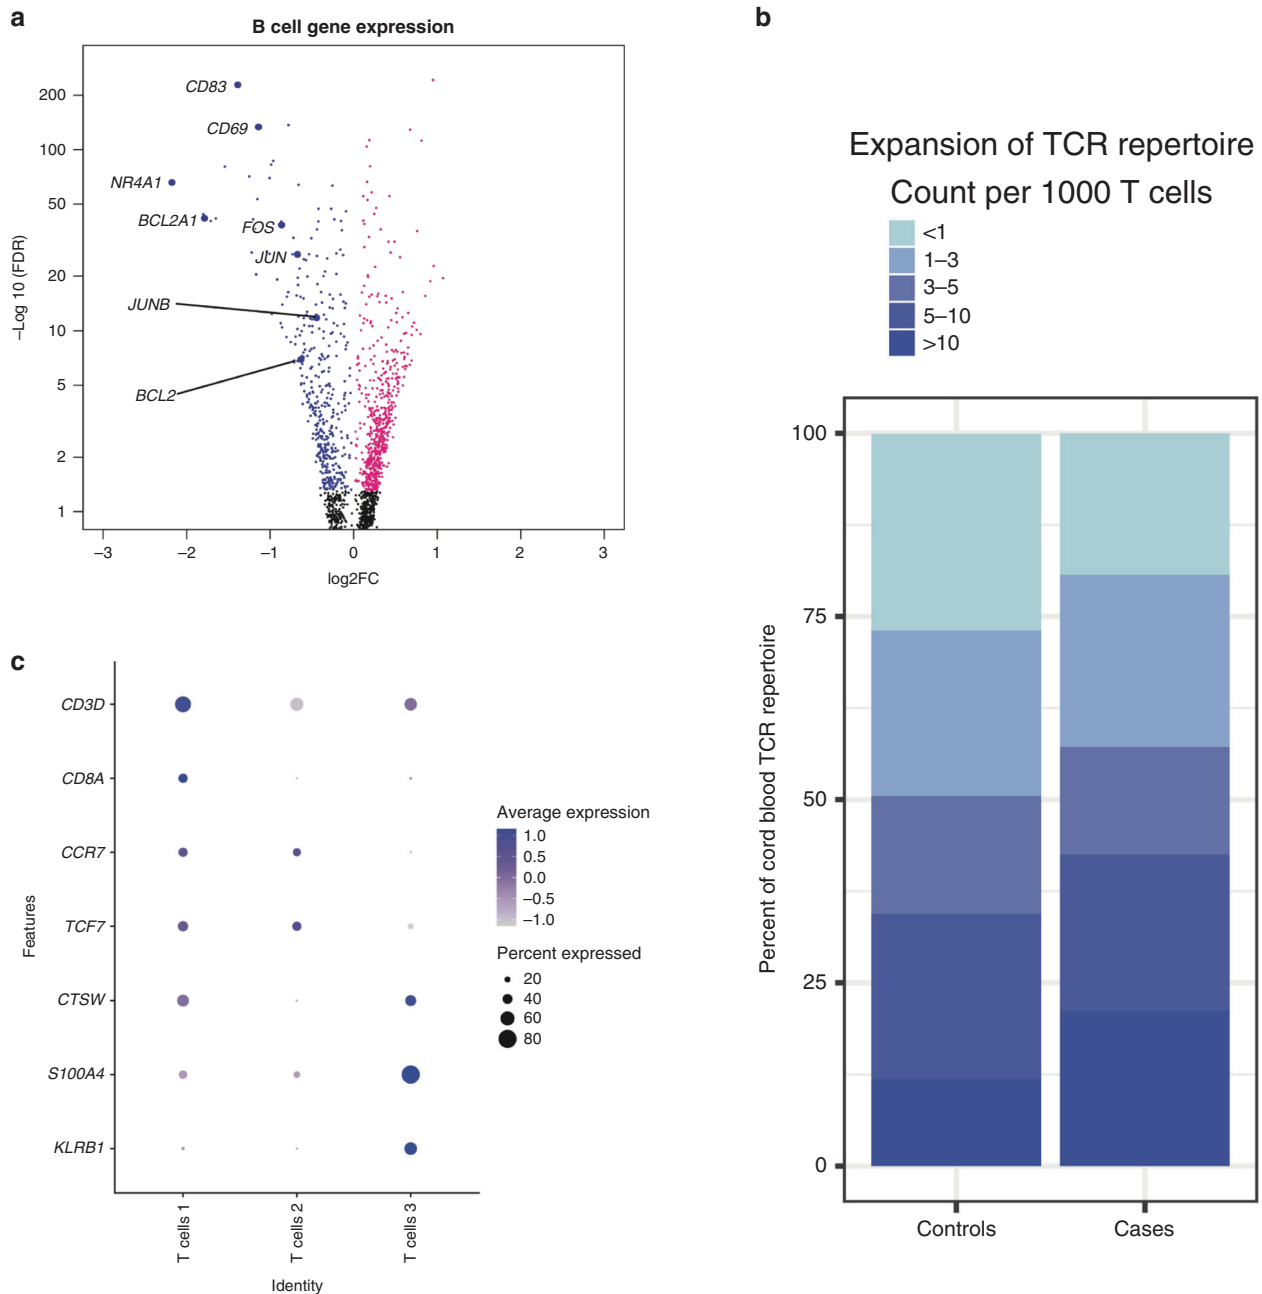 a
B cell gene expression
–Log 10 (FDR)
200
100
50
20
10
5
2
1
CD83
CD69
NR4A1
BCL2A1
FOS
JUN
JUNB
BCL2
–3
–2
–1
0
1
2
3
log2FC
b
Expansion of TCR repertoire
Count per 1000 T cells
<1
1–3
3–5
5–10
>10
Percent of cord blood TCR repertoire
100
75
50
25
0
Controls
Cases
c
Features
CD3D
CD8A
CCR7
TCF7
CTSW
S100A4
KLRB1
T cells 1
T cells 2
T cells 3
Identity
Average expression
1.0
0.5
0.0
–0.5
–1.0
Percent expressed
20
40
60
80